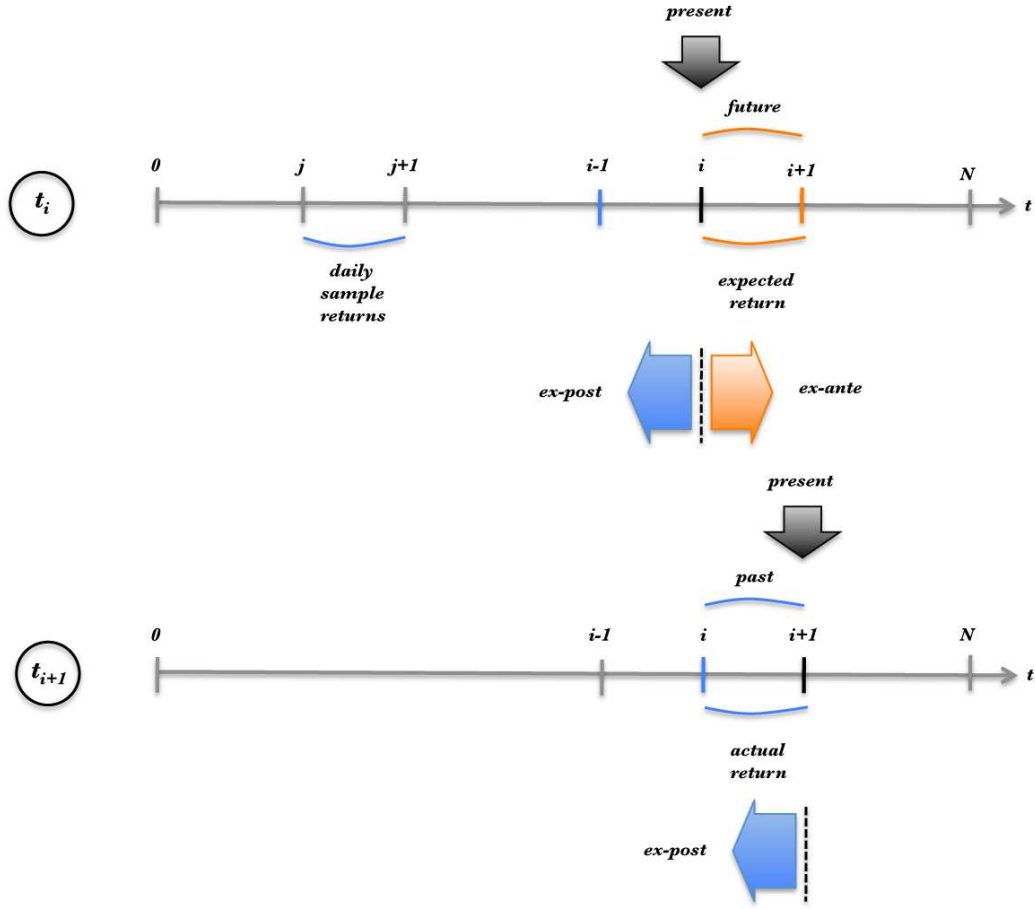 present
future
0 j j+1 i-1 i i+1 N
t_i
t
daily
sample
returns
expected
return
ex-post
ex-ante
present
past
0 i-1 i i+1 N
t_{i+1}
t
actual
return
ex-post